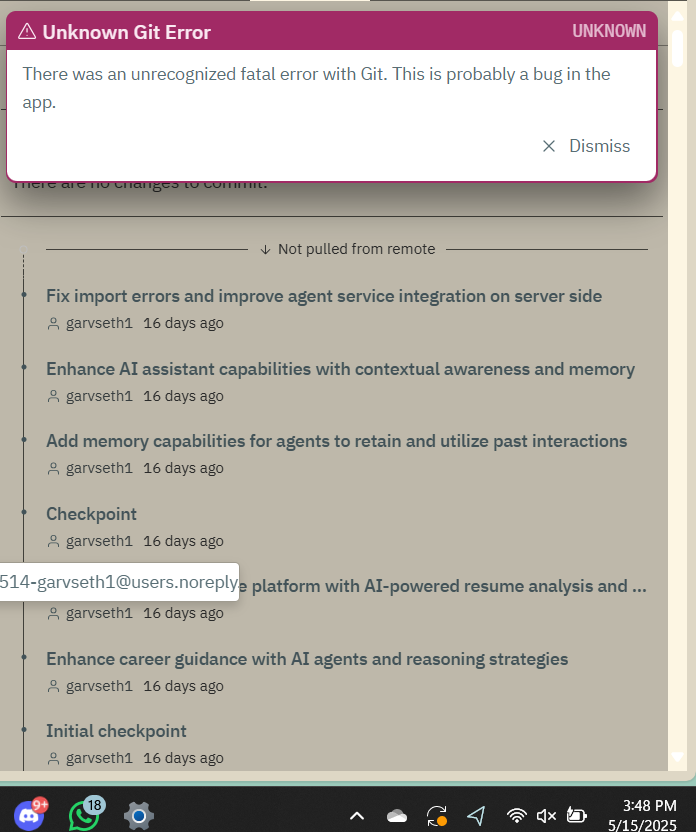 Unknown Git Error
UNKNOWN
There was an unrecognized fatal error with Git. This is probably a bug in the
app.
Dismiss
There are no changes to commit.
Not pulled from remote
Fix import errors and improve agent service integration on server side
garvseth1 16 days ago
Enhance AI assistant capabilities with contextual awareness and memory
garvseth1 16 days ago
Add memory capabilities for agents to retain and utilize past interactions
garvseth1 16 days ago
Checkpoint
garvseth1 16 days ago
514-garvseth1@users.noreply
e platform with AI-powered resume analysis and ...
garvseth1 16 days ago
Enhance career guidance with AI agents and reasoning strategies
garvseth1 16 days ago
Initial checkpoint
garvseth1 16 days ago
9+
18
3:48 PM
5/15/2025